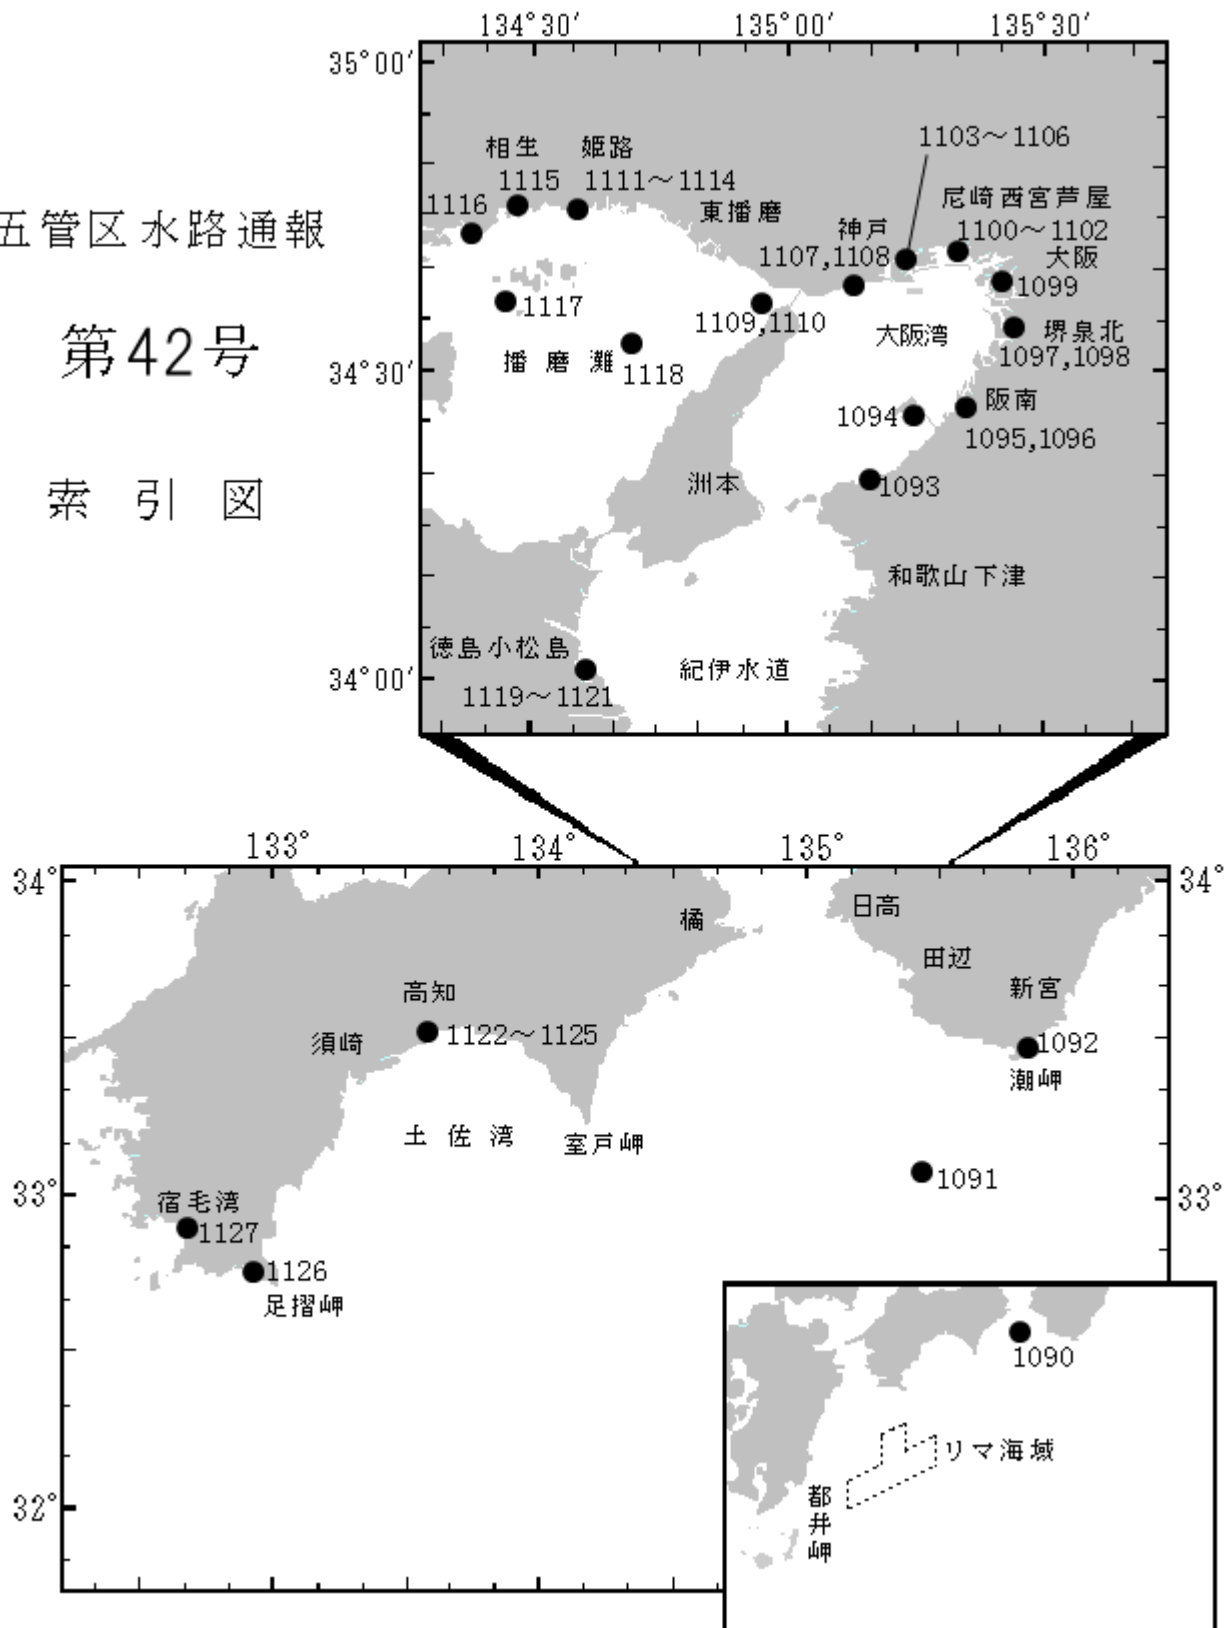 134°30′ 135°00′ 135°30′
35°00′
1103～1106
相生 姫路
1115 1111～1114
尼崎西宮芦屋
1116
東播磨
五管区水路通報
神戸
1100～1102
1107,1108
大阪
1099
1117
1109,1110
大阪湾
堺泉北
第42号
播磨灘
1097,1098
34°30′
1118
阪南
1094
1095,1096
洲本
1093
索引図
和歌山下津
徳島小松島
34°00′
紀伊水道
1119～1121
133° 134° 135° 136°
34° 34°
橘
日高
田辺
高知
新宮
須崎
1122～1125
1092
潮岬
土佐湾
室戸岬
1091
33° 33°
宿毛湾
1127
1126
足摺岬
1090
リマ海域
都井岬
32°